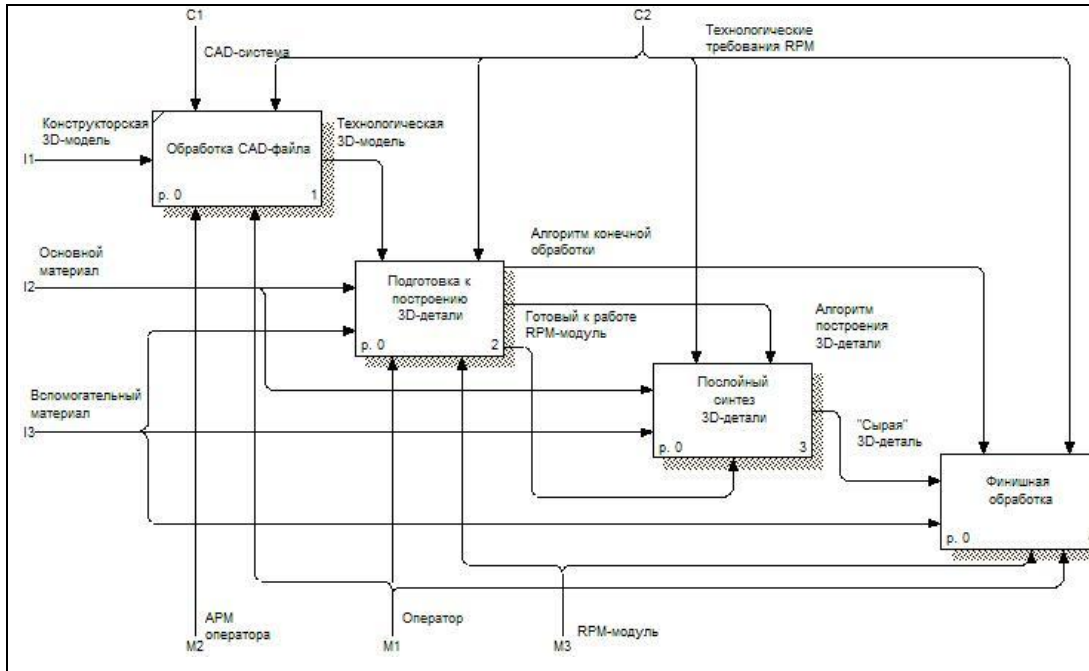 C1
C2
CAD-система
Технологические
требования RPM
Конструкторская
3D-модель
I1
Обработка CAD-файла
р. 0
1
Технологическая
3D-модель
Основной
материал
I2
Подготовка к
построению
3D-детали
р. 0
2
Алгоритм конечной
обработки
Готовый к работе
RPM-модуль
Алгоритм
построения
3D-детали
Вспомогательный
материал
I3
Послойный
синтез
3D-детали
р. 0
3
"Сырая"
3D-деталь
Финишная
обработка
р. 0
АРМ
оператора
M2
Оператор
M1
RPM-модуль
M3